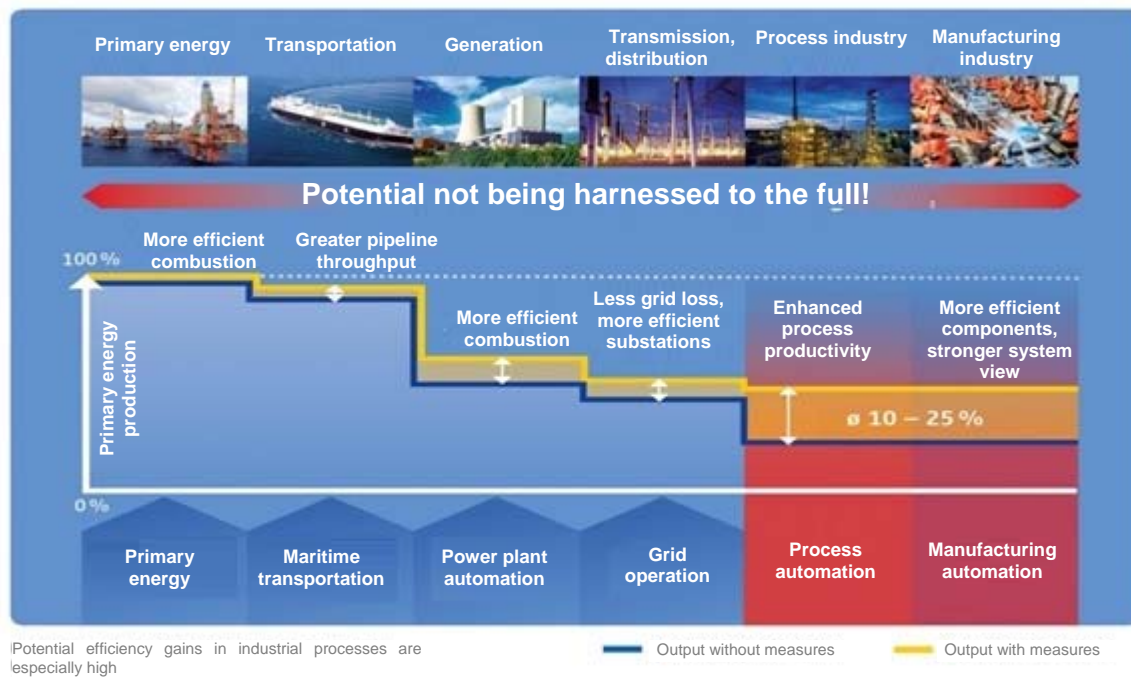 Primary energy
Transportation
Generation
Transmission,
distribution
Process industry
Manufacturing
industry
Potential not being harnessed to the full!
100 %
More efficient
combustion
Greater pipeline
throughput
More efficient
combustion
Less grid loss,
more efficient
substations
Enhanced
process
productivity
More efficient
components,
stronger system
view
Primary energy
production
ø 10 – 25 %
0 %
Primary
energy
Maritime
transportation
Power plant
automation
Grid
operation
Process
automation
Manufacturing
automation
Potential efficiency gains in industrial processes are
especially high
Output without measures
Output with measures